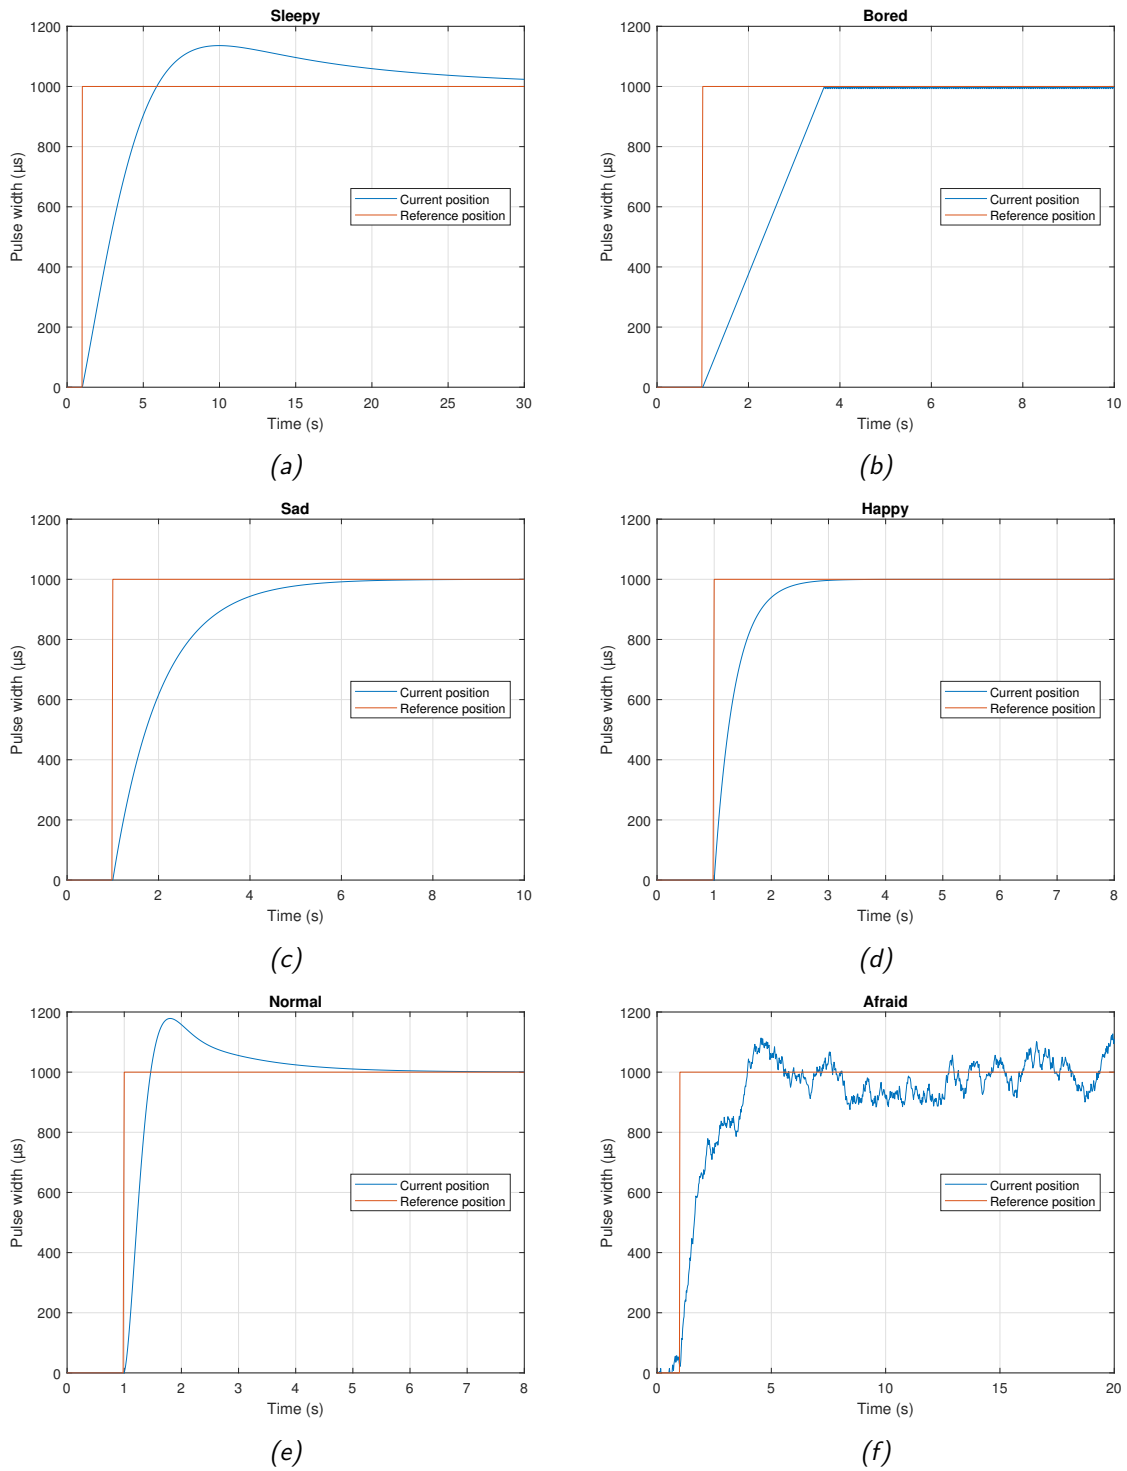 Sleepy
1200
1000
800
600
400
200
0
Pulse width (µs)
Current position
Reference position
0 5 10 15 20 25 30
Time (s)
(a)
Bored
1200
1000
800
600
400
200
0
Pulse width (µs)
Current position
Reference position
0 2 4 6 8 10
Time (s)
(b)
Sad
1200
1000
800
600
400
200
0
Pulse width (µs)
Current position
Reference position
0 2 4 6 8 10
Time (s)
(c)
Happy
1200
1000
800
600
400
200
0
Pulse width (µs)
Current position
Reference position
0 1 2 3 4 5 6 7 8
Time (s)
(d)
Normal
1200
1000
800
600
400
200
0
Pulse width (µs)
Current position
Reference position
0 1 2 3 4 5 6 7 8
Time (s)
(e)
Afraid
1200
1000
800
600
400
200
0
Pulse width (µs)
Current position
Reference position
0 5 10 15 20
Time (s)
(f)